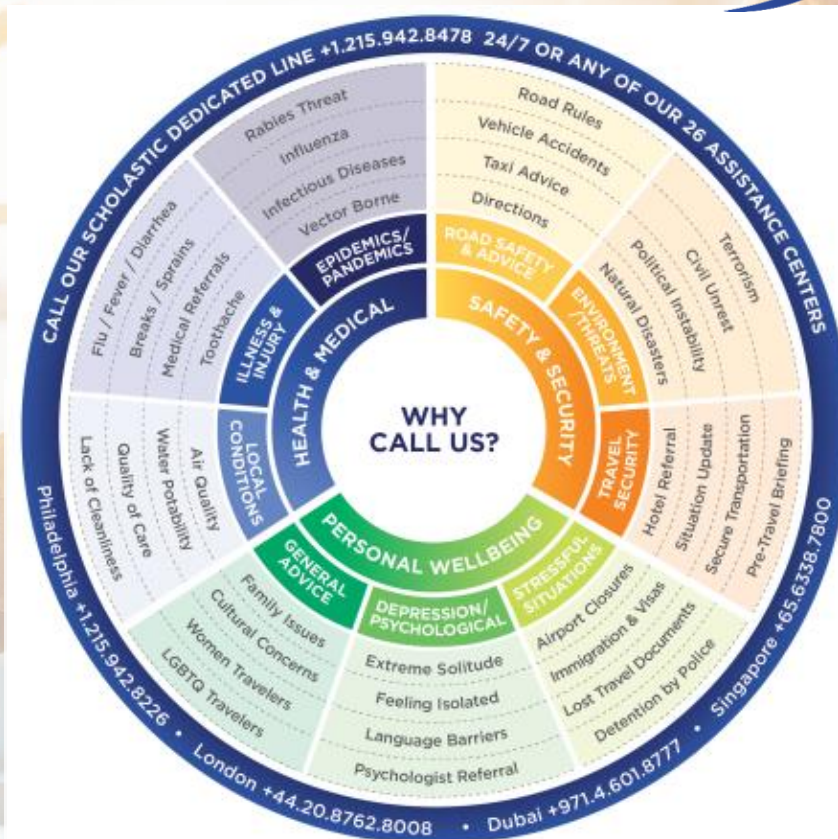 CALL OUR SCHOLASTIC DEDICATED LINE +1.215.942.8478 24/7 OR ANY OF OUR 26 ASSISTANCE CENTERS
WHY
CALL US?
HEALTH & MEDICAL
EPIDEMICS/
PANDEMICS
Rabies Threat
Influenza
Infectious Diseases
Vector Borne
ILLNESS &
INJURY
Flu / Fever / Diarrhea
Breaks / Sprains
Medical Referrals
Toothache
LOCAL
CONDITIONS
Air Quality
Water Potability
Quality of Care
Lack of Cleanliness
SAFETY & SECURITY
ROAD SAFETY
& ADVICE
Road Rules
Vehicle Accidents
Taxi Advice
Directions
ENVIRONMENT
/THREATS
Terrorism
Civil Unrest
Political Instability
Natural Disasters
TRAVEL
SECURITY
Hotel Referral
Situation Update
Secure Transportation
Pre-Travel Briefing
PERSONAL WELLBEING
GENERAL
ADVICE
Family Issues
Cultural Concerns
Women Travelers
LGBTQ Travelers
DEPRESSION/
PSYCHOLOGICAL
Extreme Solitude
Feeling Isolated
Language Barriers
Psychologist Referral
STRESSFUL
SITUATIONS
Airport Closures
Immigration & Visas
Lost Travel Documents
Detention by Police
Philadelphia +1.215.942.8226 • London +44.20.8762.8008 • Dubai +971.4.601.8777 • Singapore +65.6338.7800